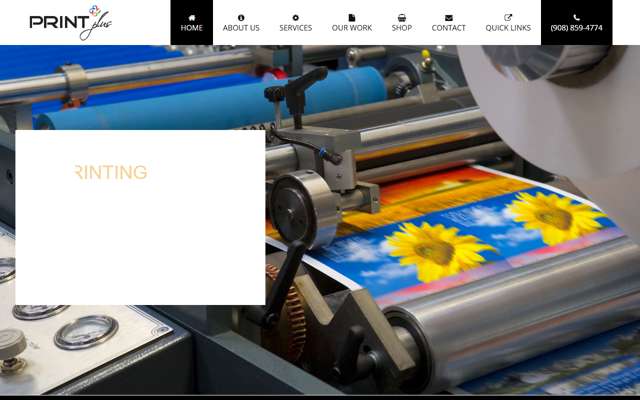 PRINT plus
HOME
ABOUT US
SERVICES
OUR WORK
SHOP
CONTACT
QUICK LINKS
(908) 859-4774
RINTING